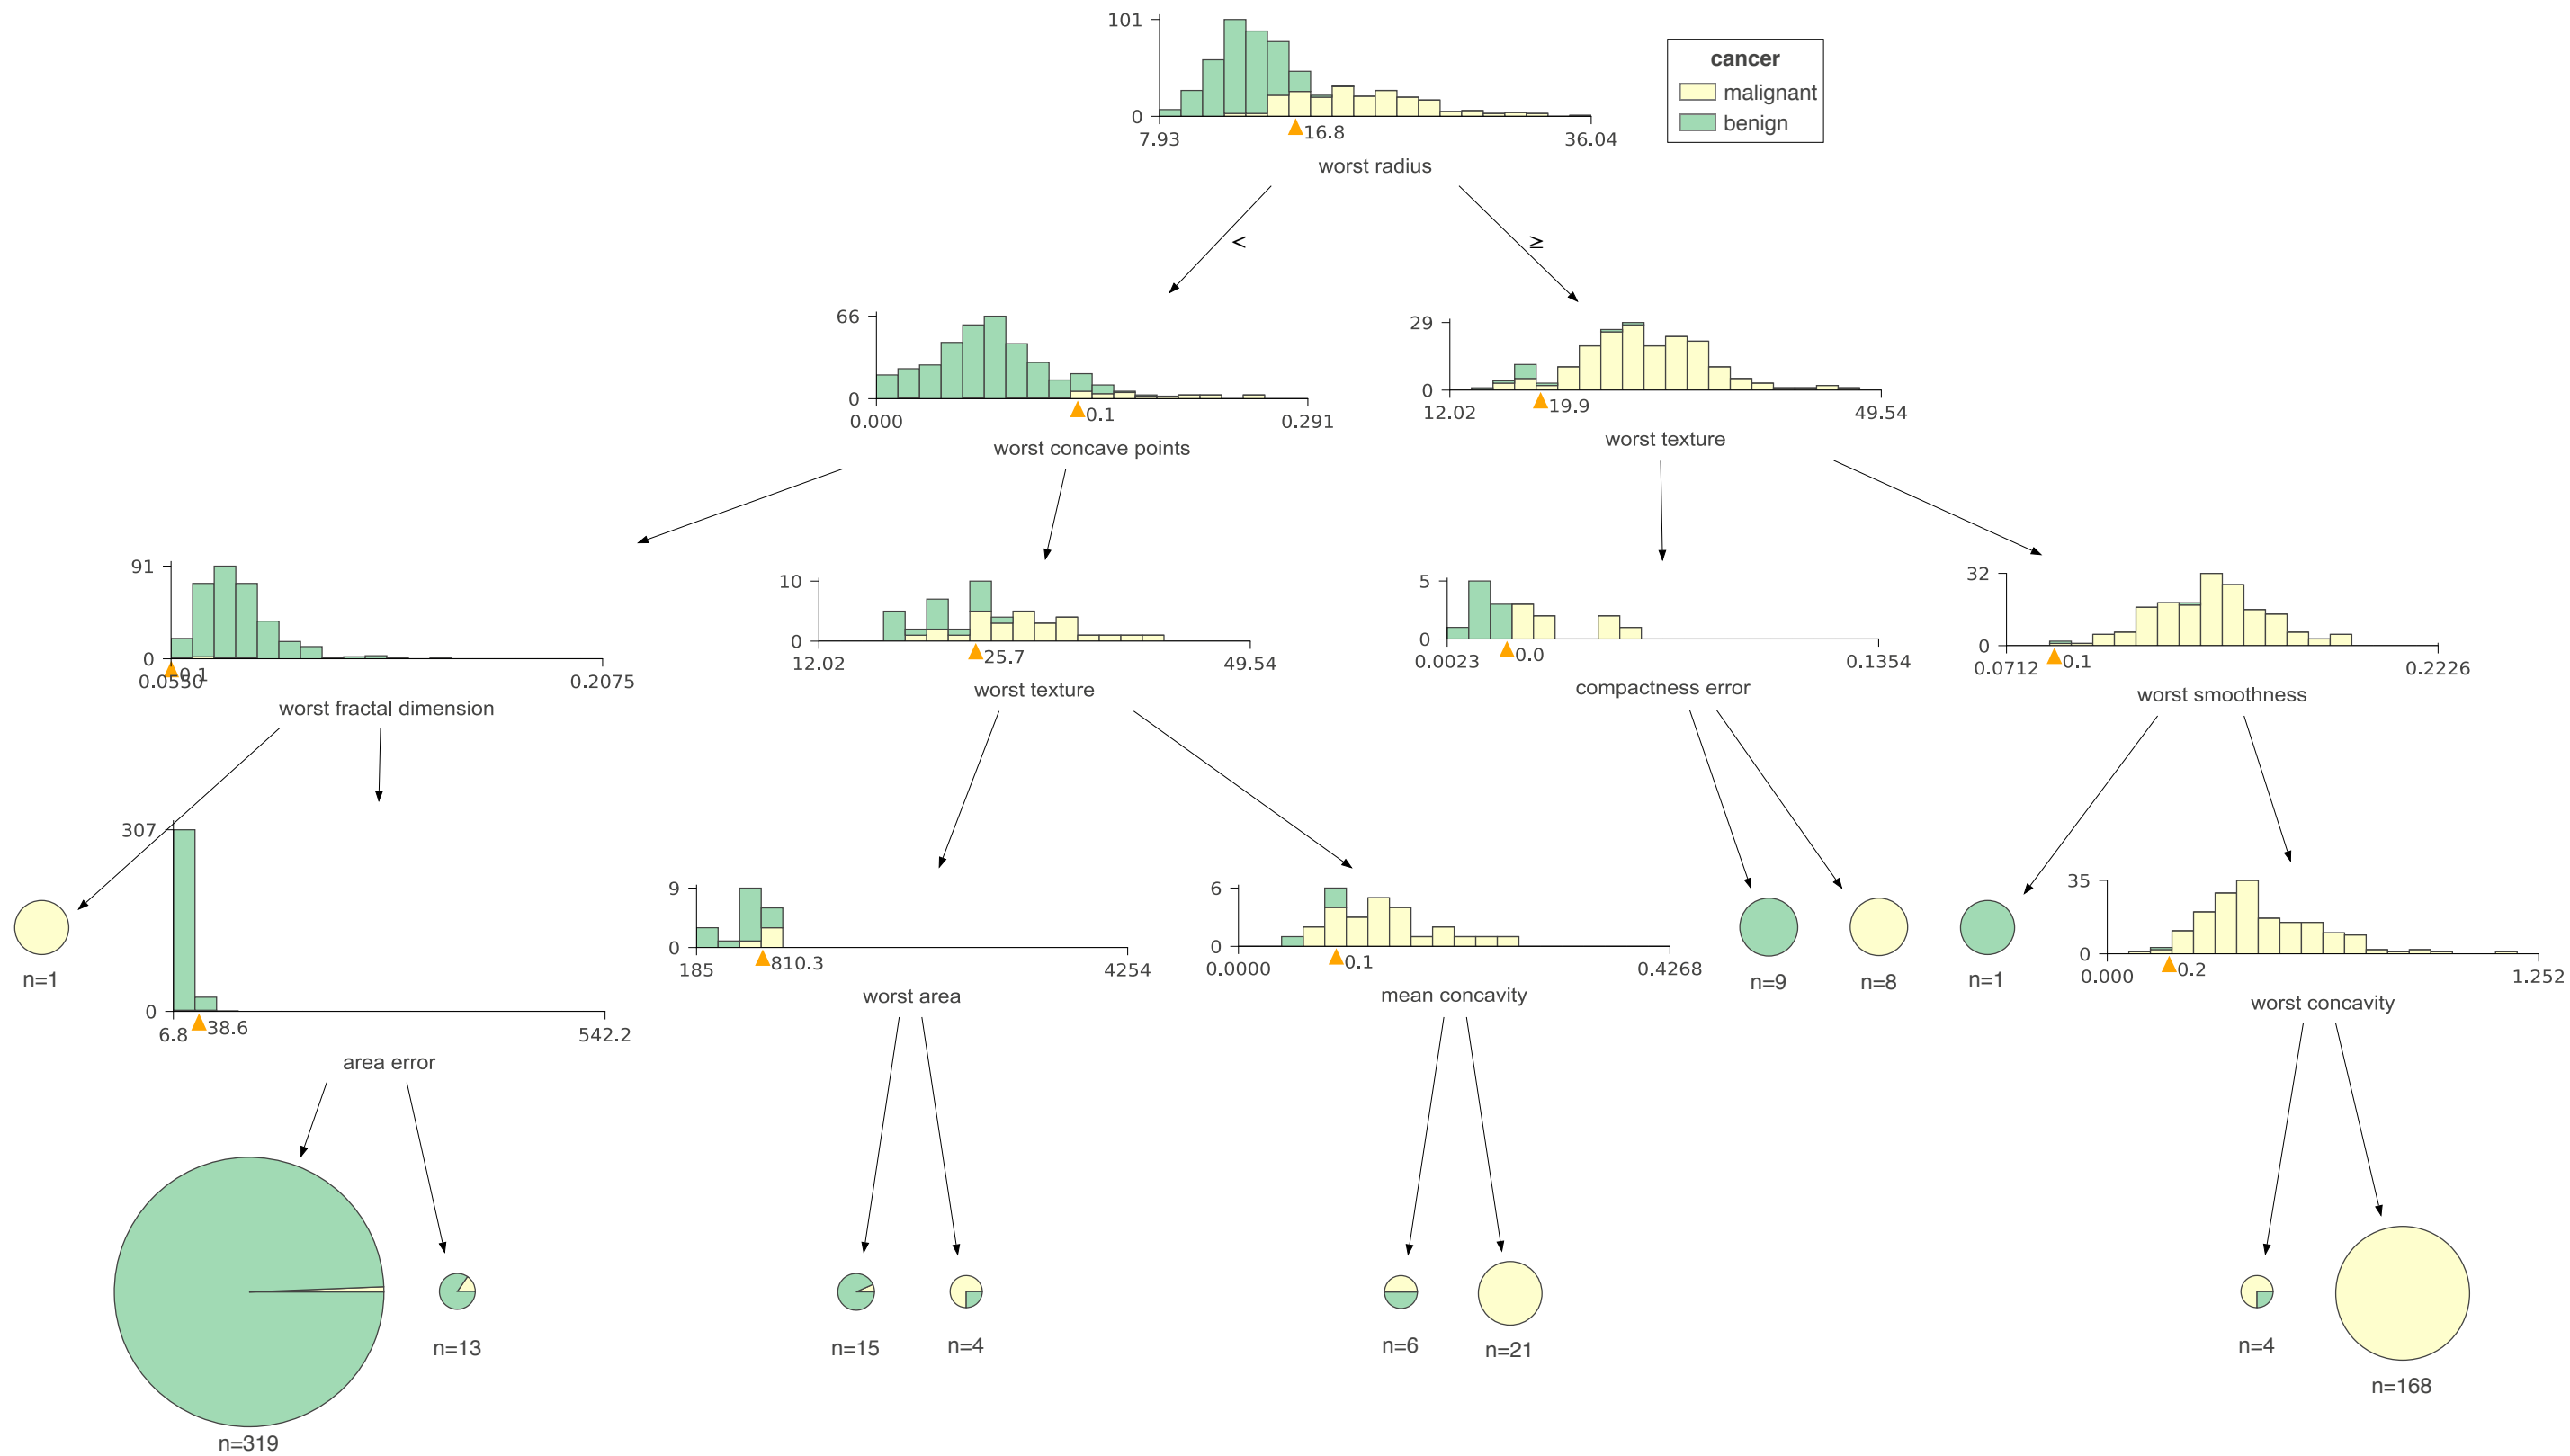 101
0
7.93
16.8
36.04
worst radius
cancer
malignant
benign
<
≥
66
0
0.000
0.1
0.291
worst concave points
29
0
12.02
19.9
49.54
worst texture
91
0
0.0550
0.1
0.2075
worst fractal dimension
10
0
12.02
25.7
49.54
worst texture
5
0
0.0023
0.0
0.1354
compactness error
32
0
0.0712
0.1
0.2226
worst smoothness
n=1
307
0
6.8
38.6
542.2
area error
9
0
185
810.3
4254
worst area
6
0
0.0000
0.1
0.4268
mean concavity
n=9
n=8
n=1
35
0
0.000
0.2
1.252
worst concavity
n=319
n=13
n=15
n=4
n=6
n=21
n=4
n=168